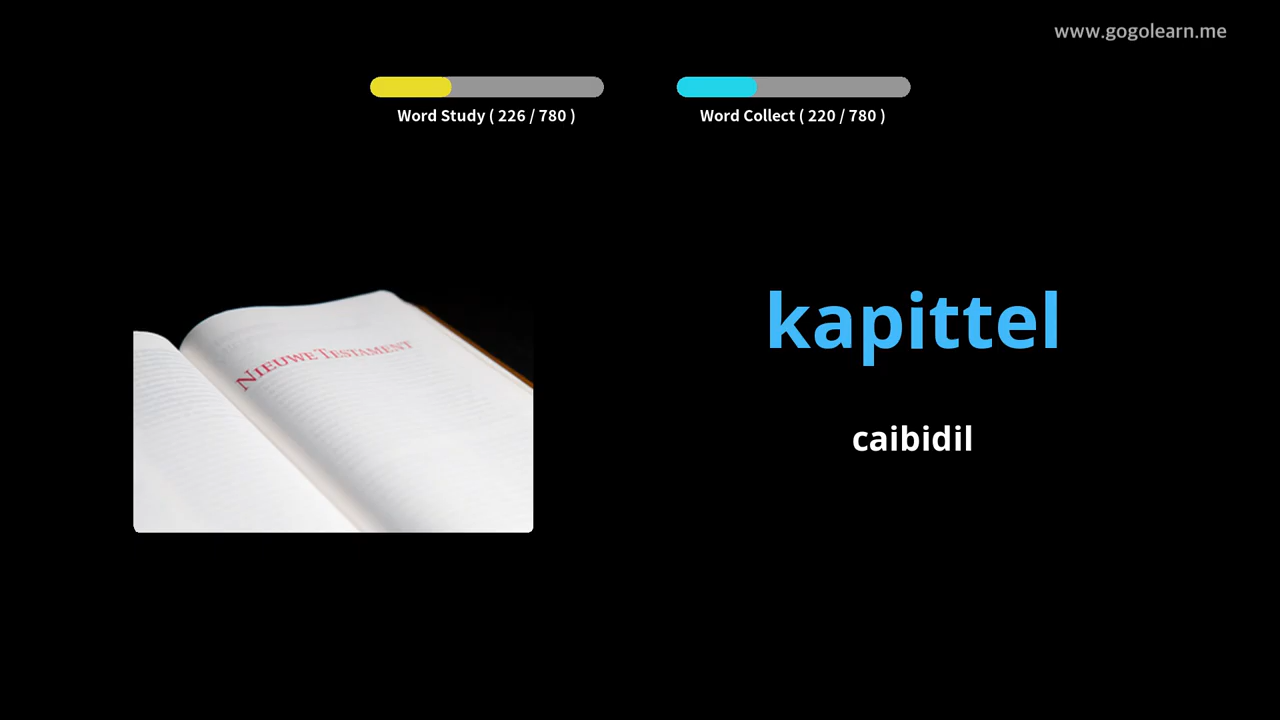 www.gogolearn.me
Word Study ( 226 / 780 )
Word Collect ( 220 / 780 )
NIEUWE TESTAMENT
kapittel
caibidil